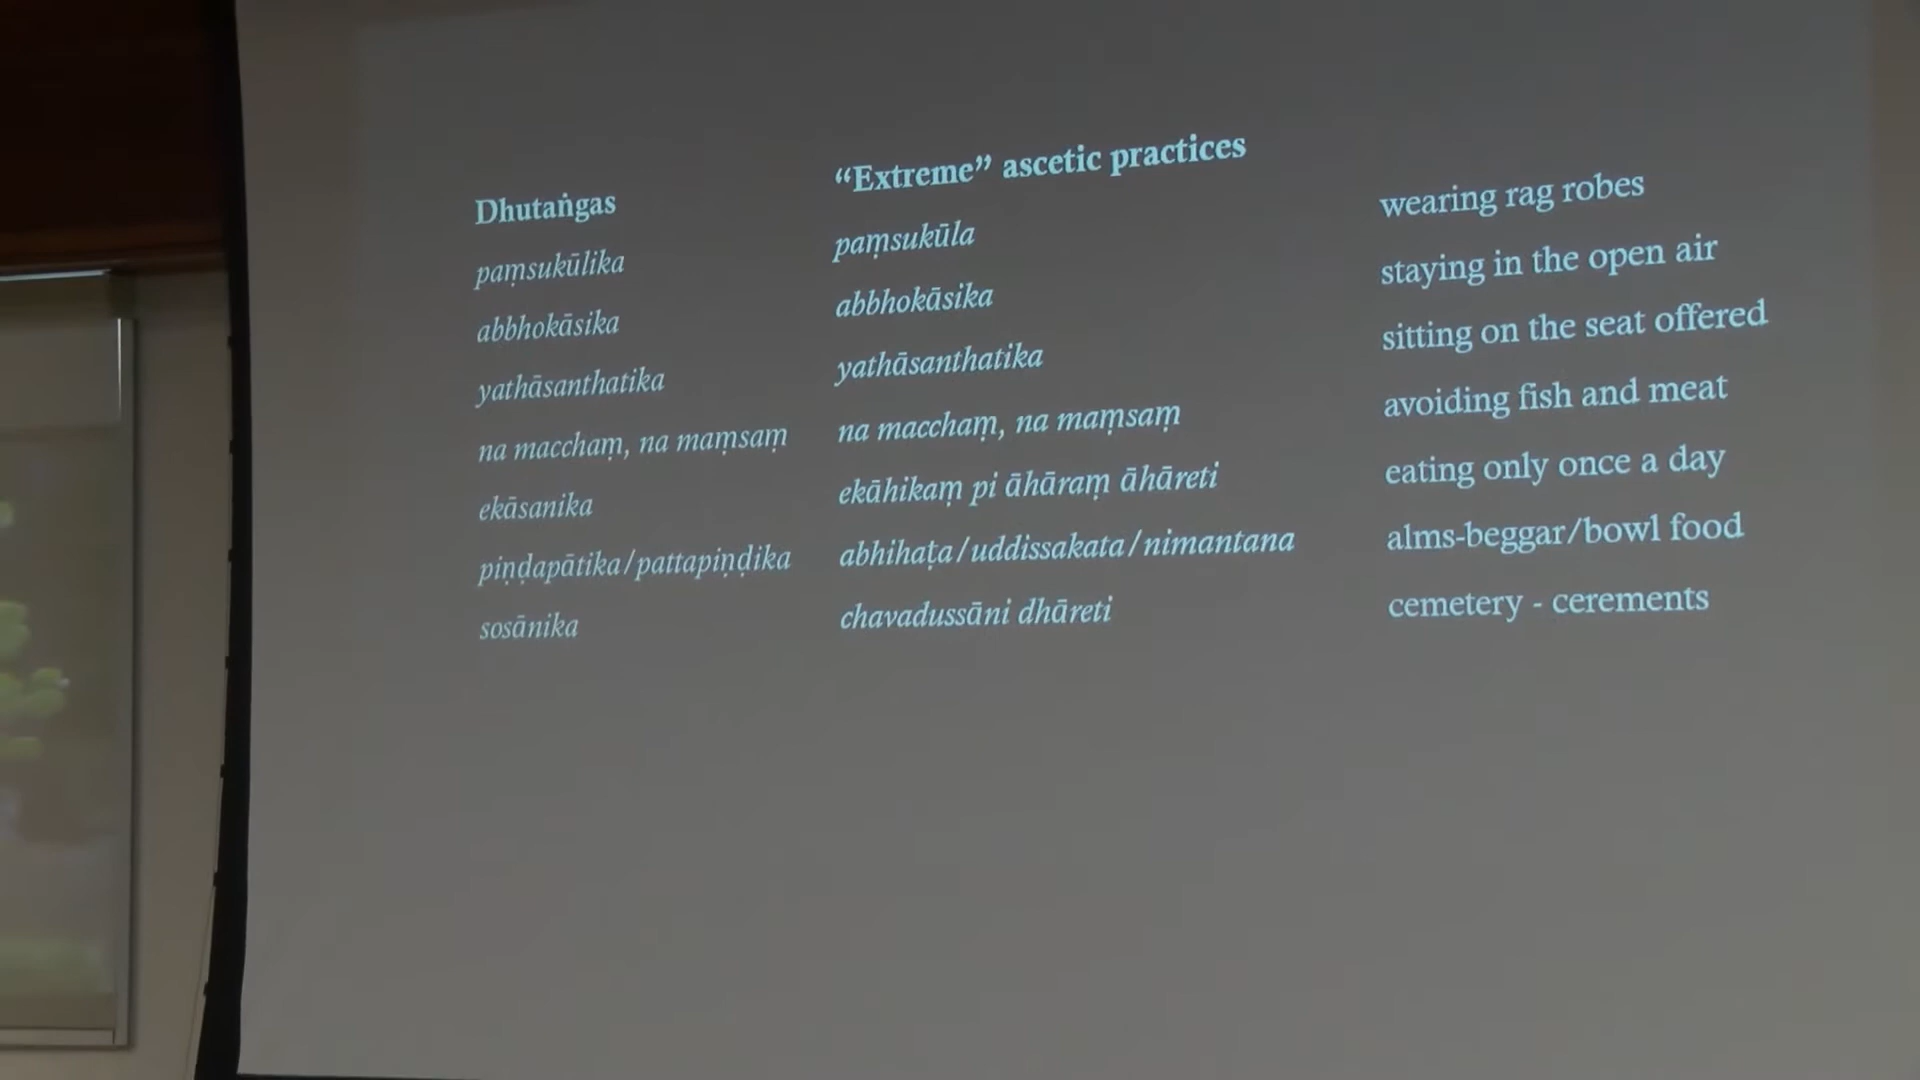 Dhutaṅgas “Extreme” ascetic practices
paṃsukūlika paṃsukūla wearing rag robes
abbhokāsika abbhokāsika staying in the open air
yathāsanthatika yathāsanthatika sitting on the seat offered
na macchaṃ, na maṃsaṃ na macchaṃ, na maṃsaṃ avoiding fish and meat
ekāsanika ekāhikaṃ pi āhāraṃ āhāreti eating only once a day
piṇḍapātika/pattapiṇḍika abhihaṭa/uddissakata/nimantana alms-beggar/bowl food
sosānika chavadussāni dhāreti cemetery - cerements